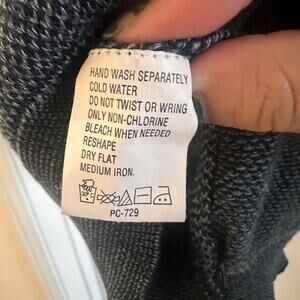 HAND WASH SEPARATELY
COLD WATER
DO NOT TWIST OR WRING
ONLY NON-CHLORINE
BLEACH WHEN NEEDED
RESHAPE
DRY FLAT
MEDIUM IRON.
PC-729